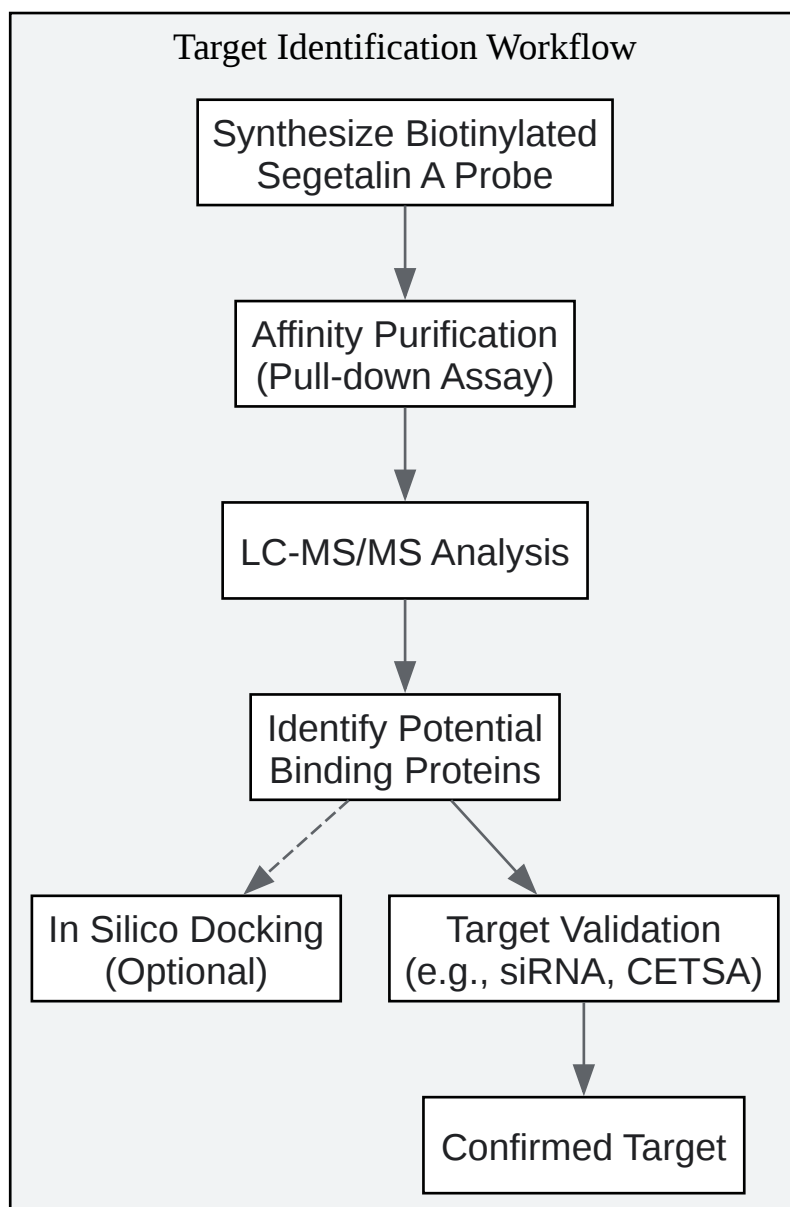 Target Identification Workflow
Synthesize Biotinylated
Segetalin A Probe
Affinity Purification
(Pull-down Assay)
LC-MS/MS Analysis
Identify Potential
Binding Proteins
In Silico Docking
(Optional)
Target Validation
(e.g., siRNA, CETSA)
Confirmed Target